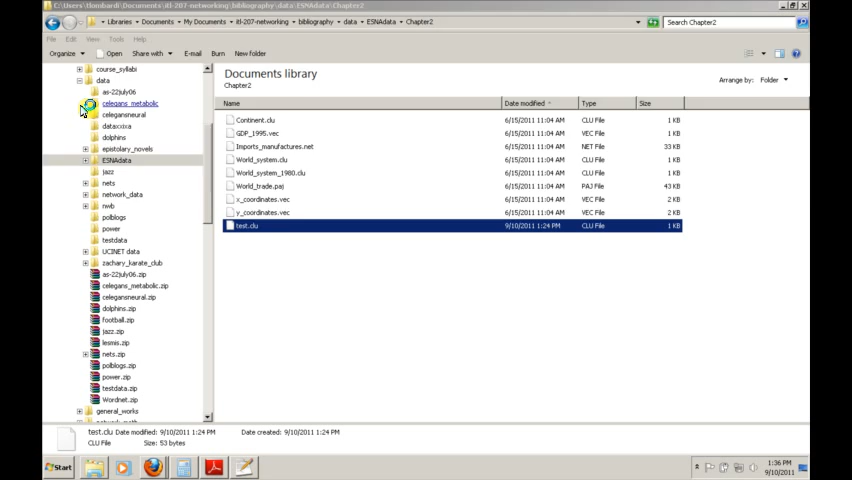 C:\Users\tlombardi\Documents\itl-207-networking\bibliography\data\ESNAdata\Chapter2
Libraries Documents My Documents itl-207-networking bibliography data ESNAdata Chapter2
Search Chapter2
File Edit View Tools Help
Organize Open Share with E-mail Burn New folder
course_syllabi
data
as-22july06
celegans_metabolic
celegansneural
dataxxixa
dolphins
epistolary_novels
ESNAdata
jazz
nets
network_data
nwb
polblogs
power
testdata
UCINET data
zachary_karate_club
as-22july06.zip
celegans_metabolic.zip
celegansneural.zip
dolphins.zip
football.zip
jazz.zip
lesmis.zip
nets.zip
polblogs.zip
power.zip
testdata.zip
Wordnet.zip
general_works
network_math
Documents library
Chapter2
Arrange by: Folder
Name Date modified Type Size
Continent.clu 6/15/2011 11:04 AM CLU File 1 KB
GDP_1995.vec 6/15/2011 11:04 AM VEC File 2 KB
Imports_manufactures.net 6/15/2011 11:04 AM NET File 33 KB
World_system.clu 6/15/2011 11:04 AM CLU File 1 KB
World_system_1980.clu 6/15/2011 11:04 AM CLU File 1 KB
World_trade.paj 6/15/2011 11:04 AM PAJ File 43 KB
x_coordinates.vec 6/15/2011 11:04 AM VEC File 2 KB
y_coordinates.vec 6/15/2011 11:04 AM VEC File 2 KB
test.clu 9/10/2011 1:24 PM CLU File 1 KB
test.clu Date modified: 9/10/2011 1:24 PM Date created: 9/10/2011 1:24 PM
CLU File Size: 53 bytes
Start
1:36 PM
9/10/2011